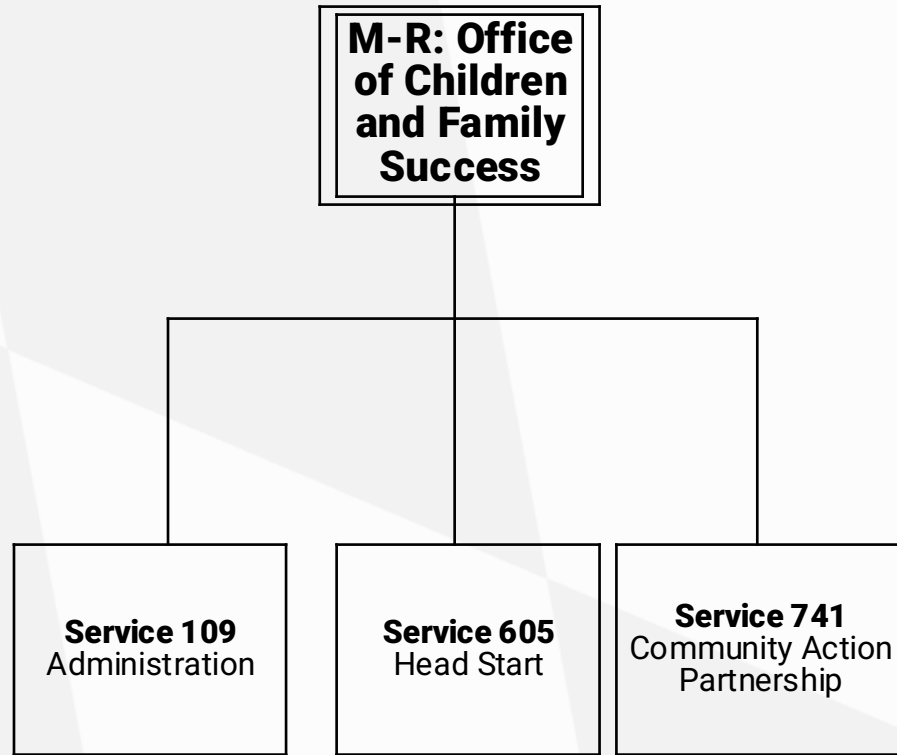 M-R: Office
of Children
and Family
Success
Service 109
Administration
Service 605
Head Start
Service 741
Community Action
Partnership